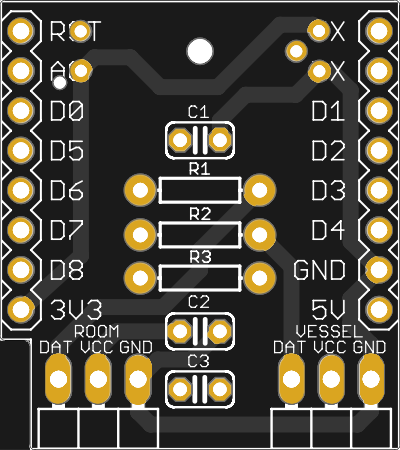 RST
A0
D0
D5
D6
D7
D8
3V3
X
X
D1
D2
D3
D4
GND
5V
C1
R1
R2
R3
C2
C3
ROOM
DAT VCC GND
VESSEL
DAT VCC GND